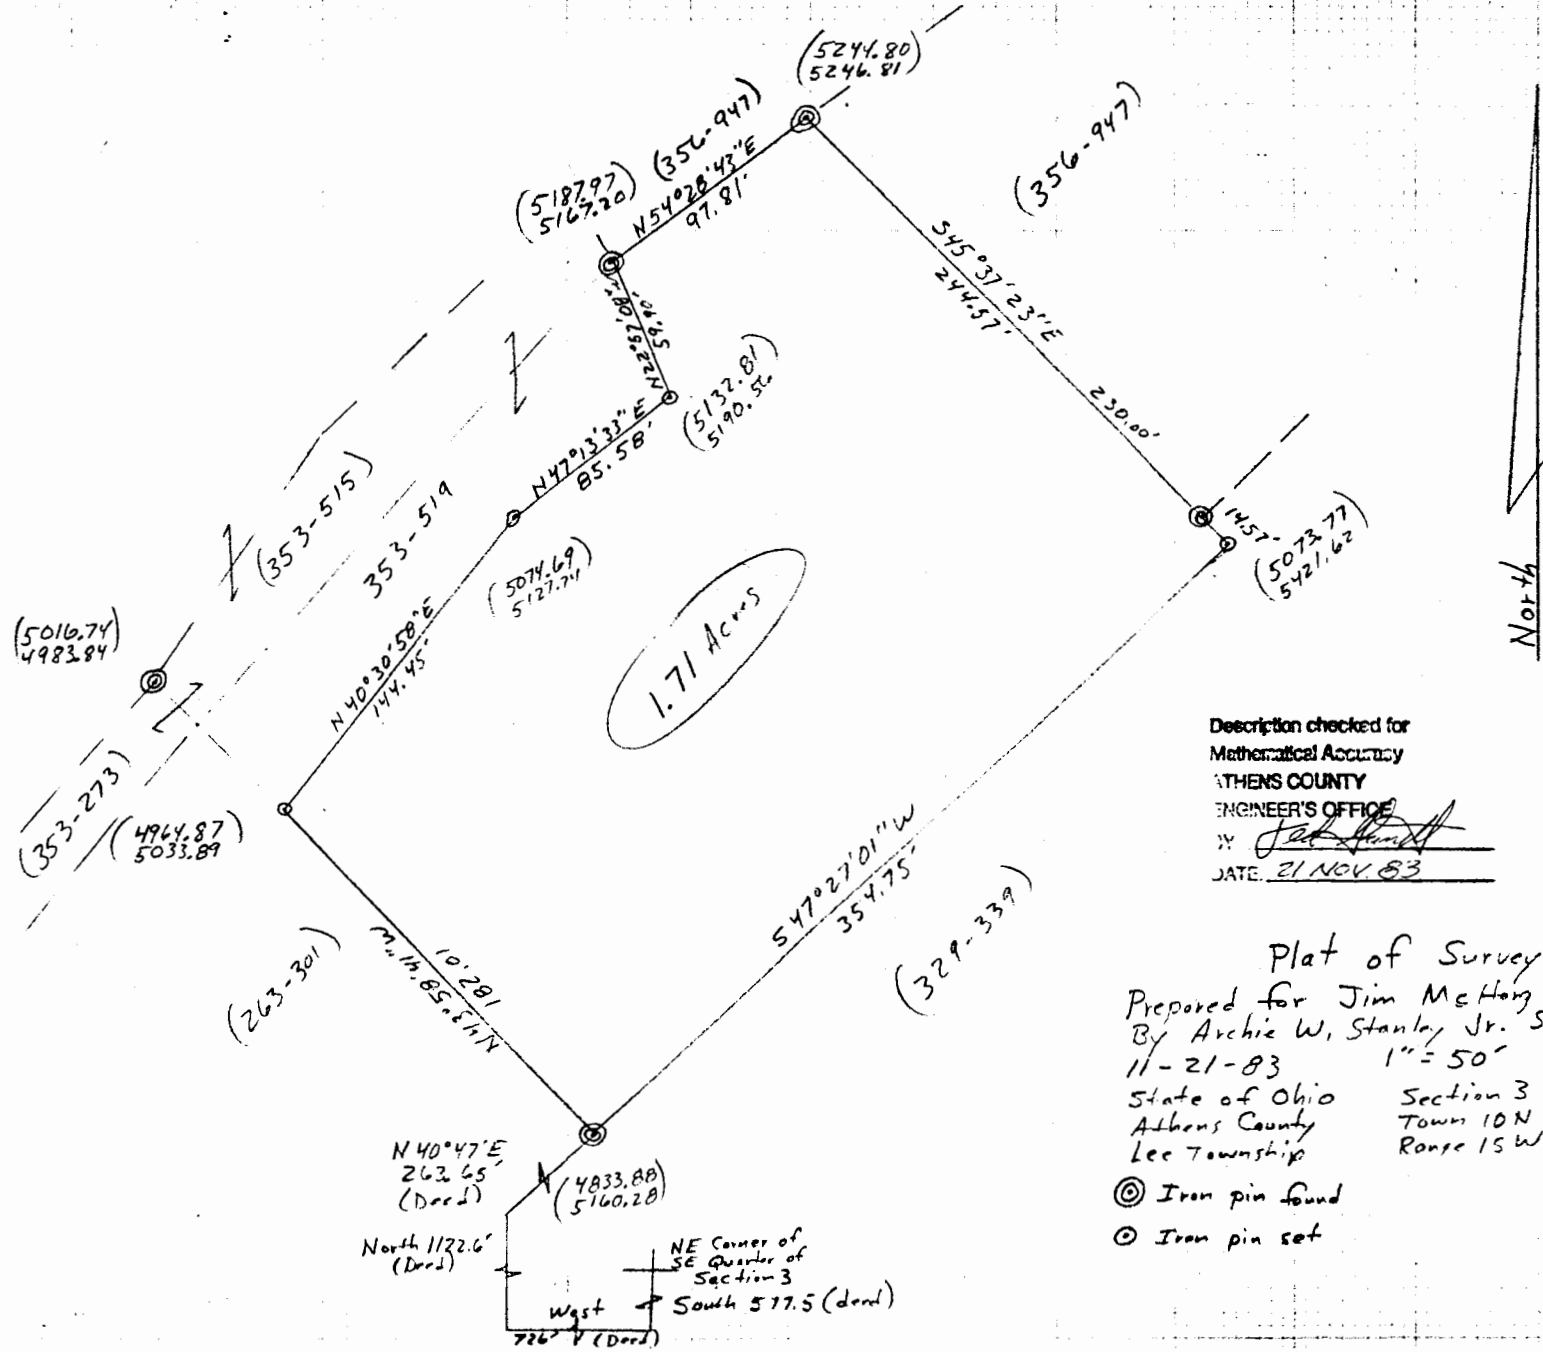 (5244.80
5246.81)
(356-947)
(5187.97
5167.20)
N54°28'43"E
97.81'
(356-947)
S45°37'23"E
244.57'
59.90'
(5132.81
5190.56
230.00'
N47°13'33"E
85.58'
14.57'
(5073.77
5421.62)
(353-515)
353-519
(5074.69
5127.74)
North
(5016.74
4983.84)
N40°30'58"E
144.45'
1.71 Acres
Description checked for
Mathematical Accuracy
ATHENS COUNTY
ENGINEER'S OFFICE
BY
DATE 21 NOV. 83
(353-273)
(4964.87
5033.89)
S47°27'01"W
354.75'
(329-339)
(263-301)
182.01
N43°58'41"W
Plat of Survey
Prepared for Jim
By Archie W. Stanley Jr. S
11-21-83 1"=50'
State of Ohio Section 3
Athens County Town 10N
Lee Township Range 15W
Iron pin found
Iron pin set
N40°47'E
263.65'
(Deed)
(4833.88
5160.28)
North 1122.6'
(Deed)
NE Corner of
SE Quarter of
Section 3
South 577.5 (deed)
West
726' (Deed)